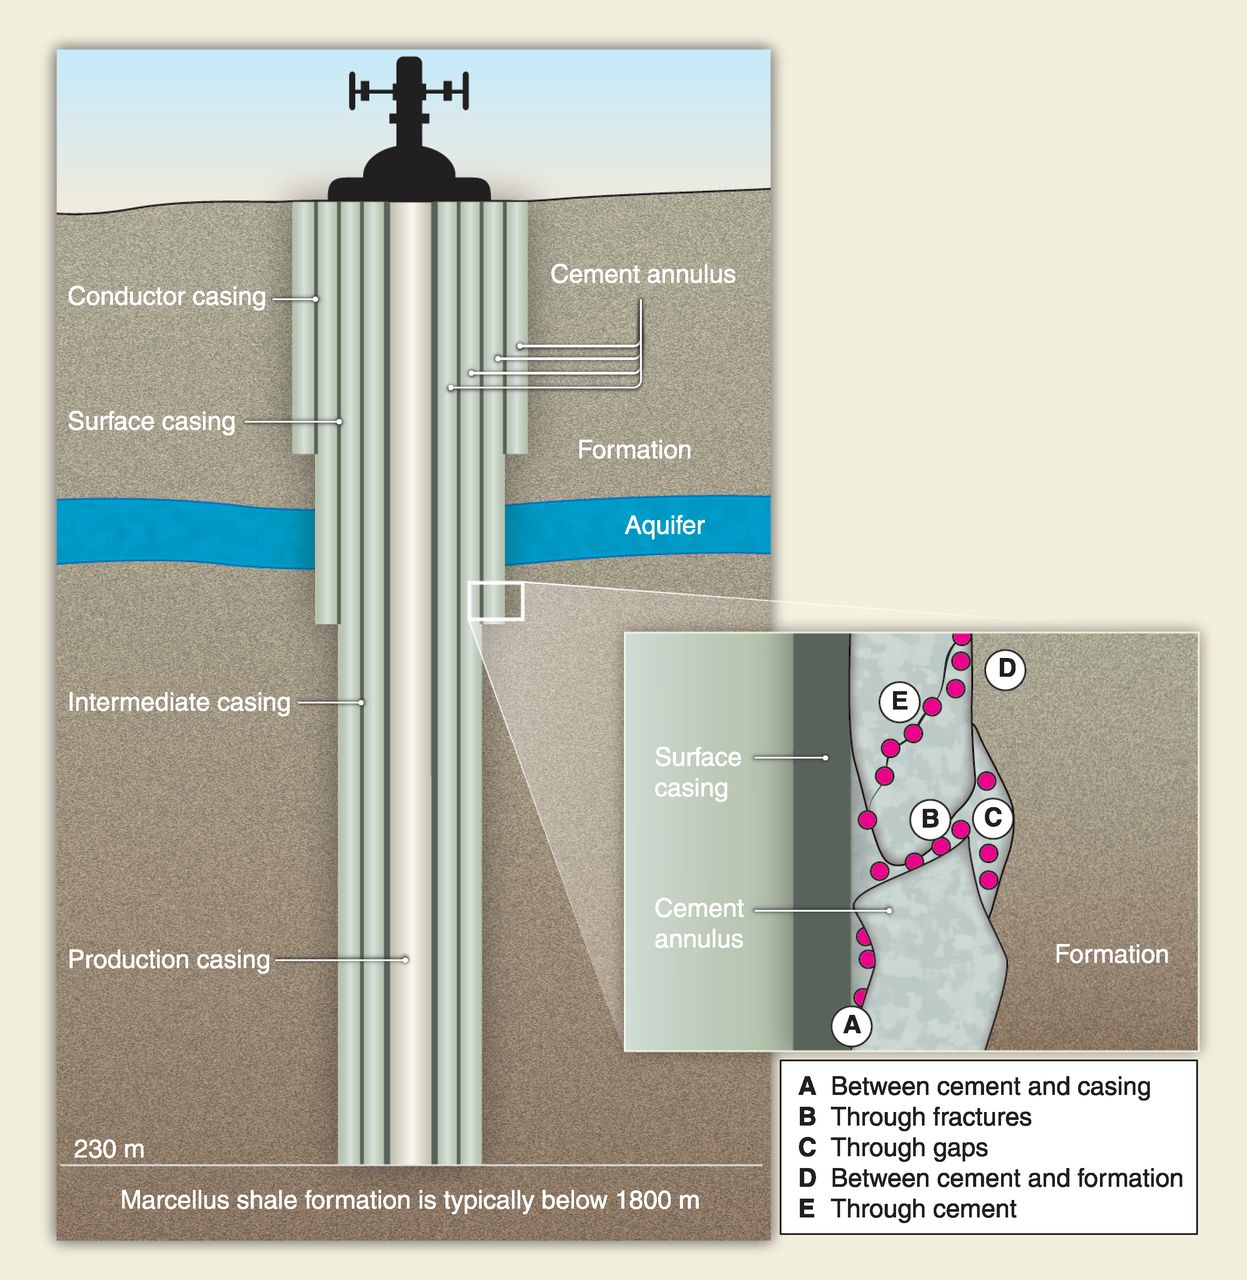 Conductor casing
Cement annulus
Surface casing
Formation
Aquifer
Intermediate casing
Production casing
230 m
Marcellus shale formation is typically below 1800 m
D
E
Surface
casing
B
C
Cement
annulus
Formation
A
A Between cement and casing
B Through fractures
C Through gaps
D Between cement and formation
E Through cement